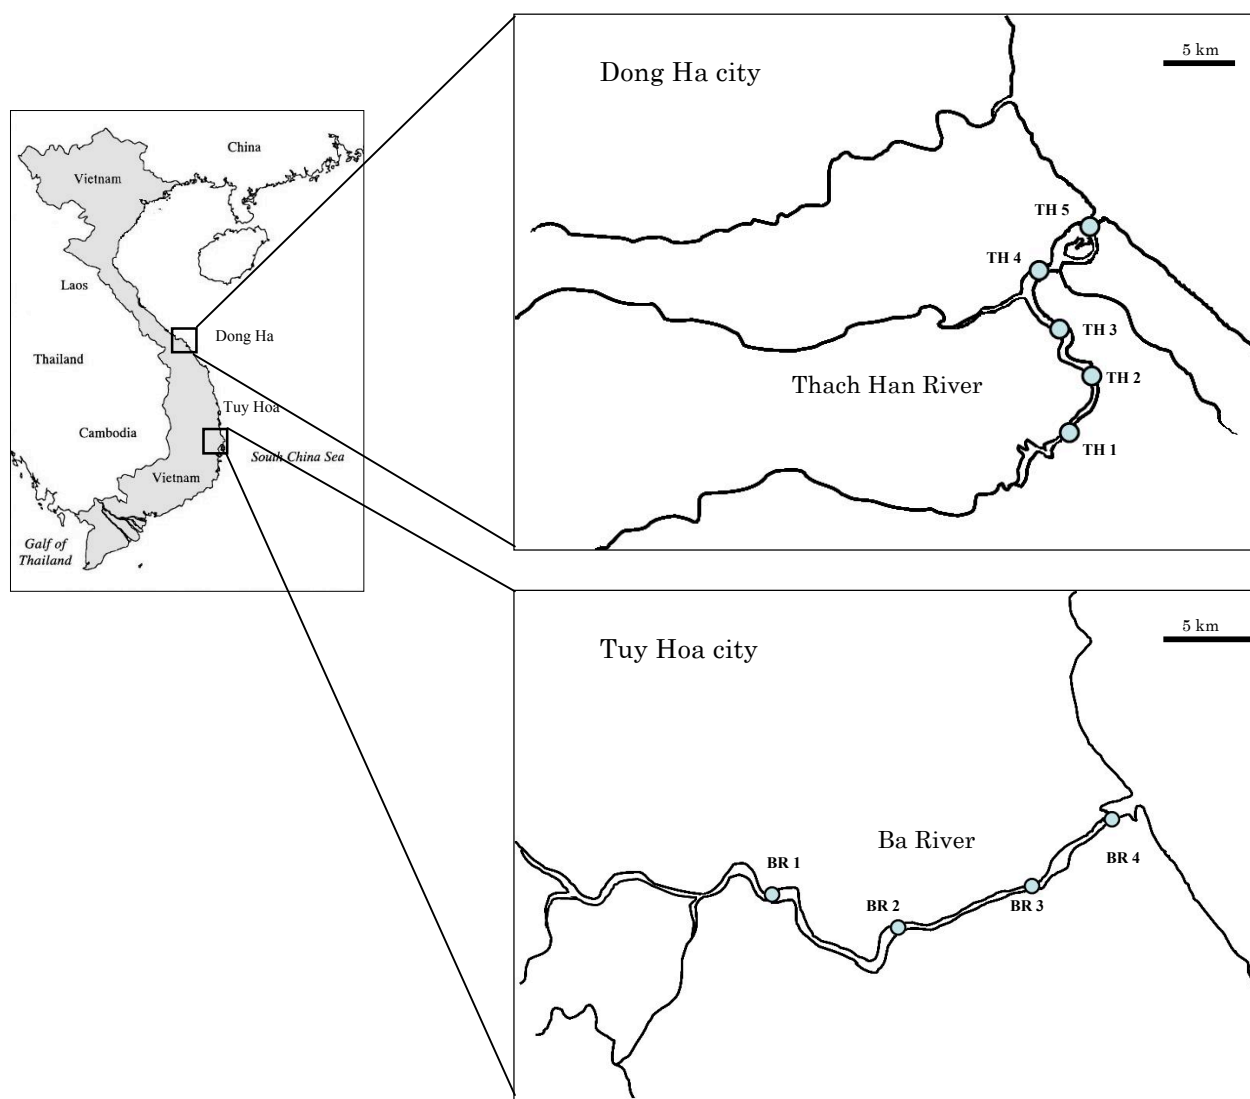 China
Vietnam
Laos
Dong Ha
Thailand
Tuy Hoa
Cambodia
South China Sea
Vietnam
Galf of
Thailand
Dong Ha city
5 km
TH 5
TH 4
TH 3
Thach Han River
TH 2
TH 1
Tuy Hoa city
5 km
Ba River
BR 1
BR 4
BR 2
BR 3